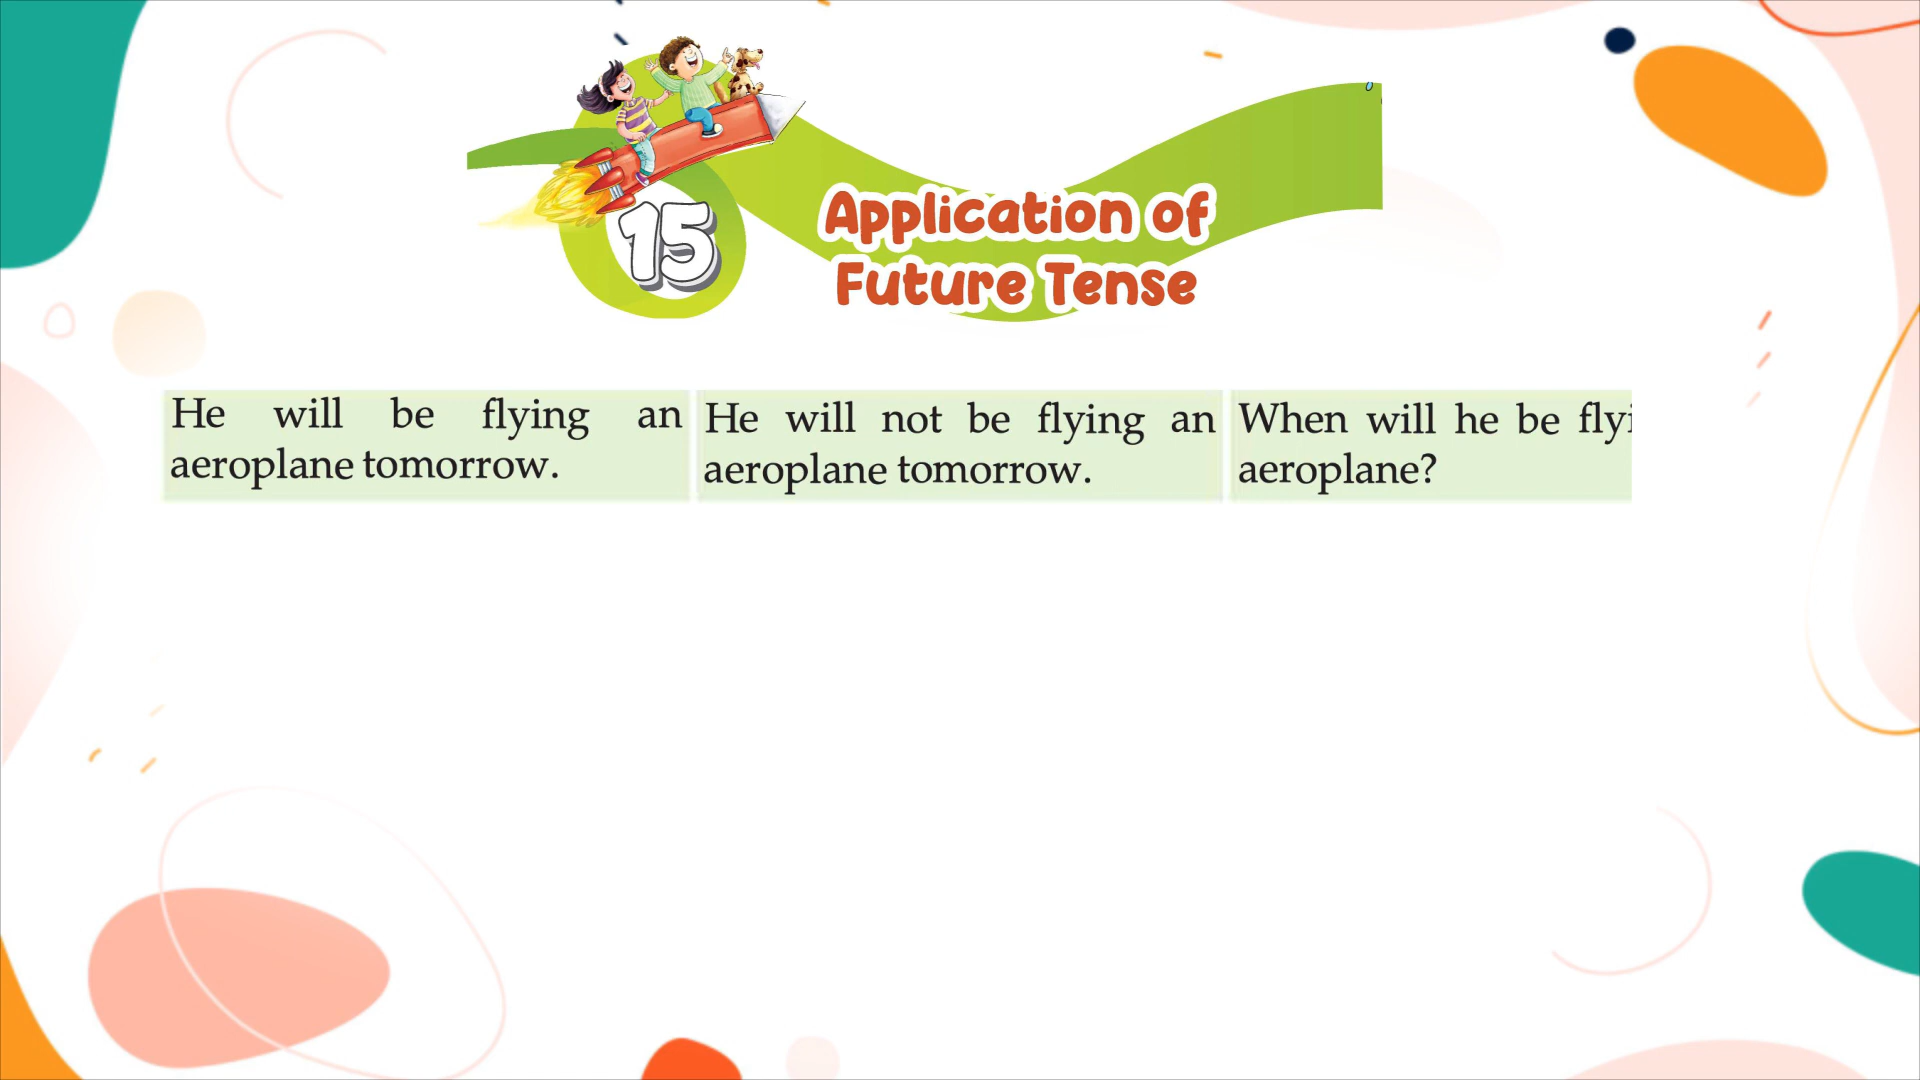 15
Application of
Future Tense
He will be flying an
aeroplane tomorrow.
He will not be flying an
aeroplane tomorrow.
When will he be
aeroplane?